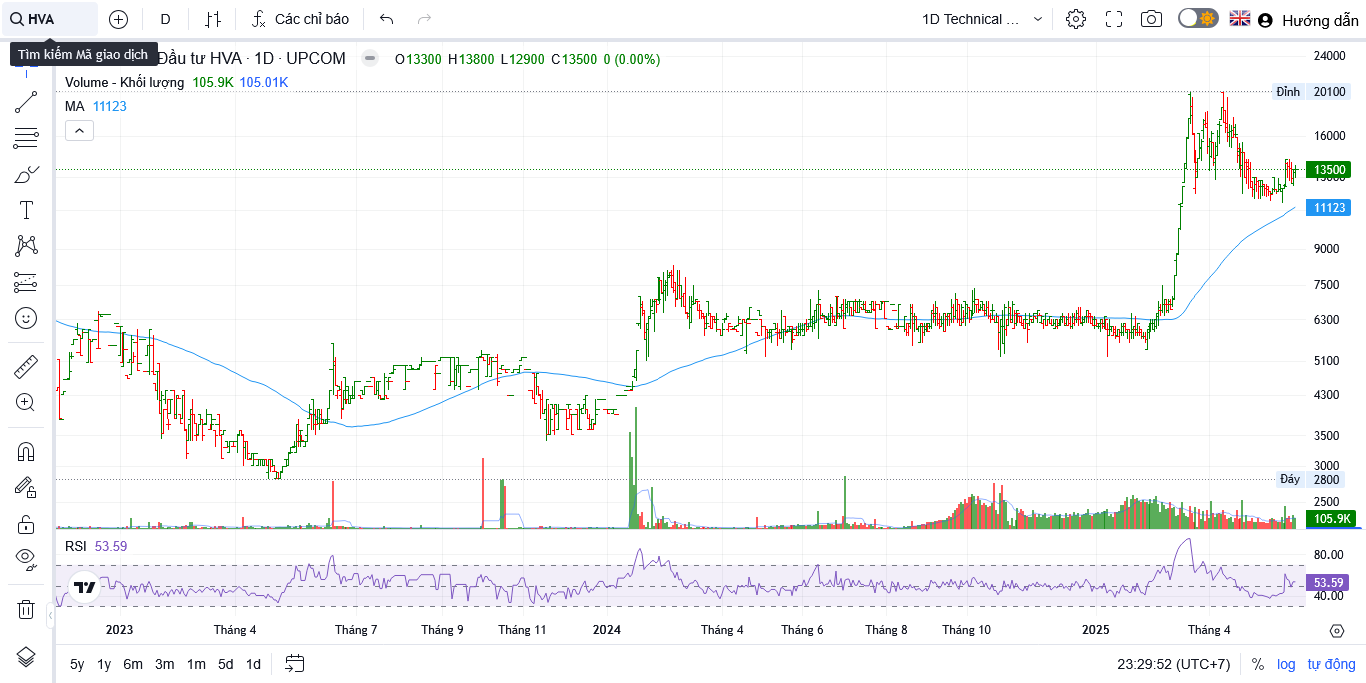 HVA D Các chỉ báo 1D Technical ... Hướng dẫn
Tìm kiếm Mã giao dịch
Đầu tư HVA · 1D · UPCOM O13300 H13800 L12900 C13500 0 (0.00%)
Volume - Khối lượng 105.9K 105.01K
MA 11123
24000
Đỉnh 20100
16000
13500
13000
11123
9000
7500
6300
5100
4300
3500
3000
Đáy 2800
2500
105.9K
RSI 53.59
80.00
53.59
40.00
2023 Tháng 4 Tháng 7 Tháng 9 Tháng 11 2024 Tháng 4 Tháng 6 Tháng 8 Tháng 10 2025 Tháng 4
5y 1y 6m 3m 1m 5d 1d 23:29:52 (UTC+7) % log tự động